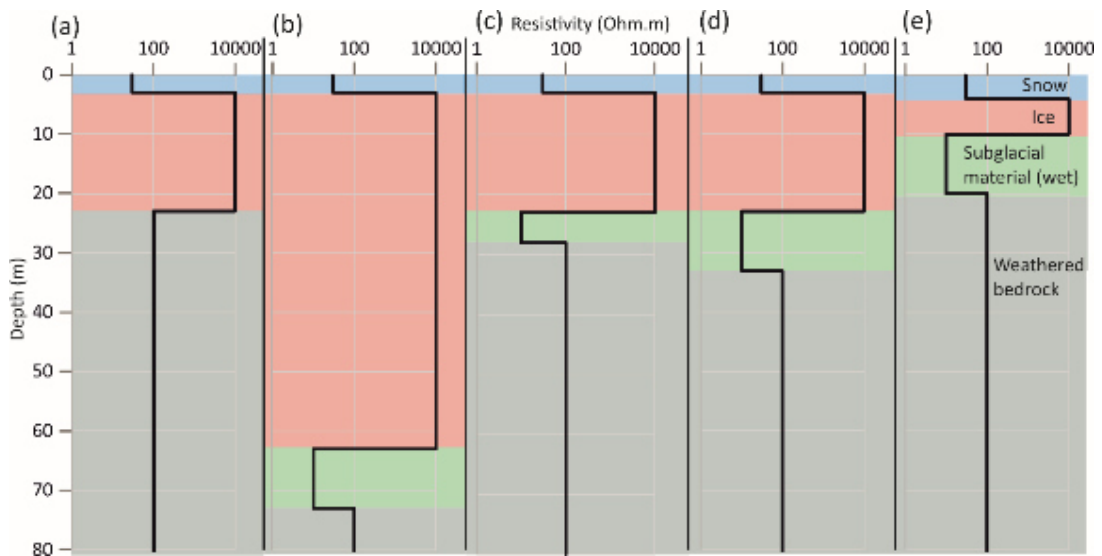 (a) (b) (c) Resistivity (Ohm.m) (d) (e)
1 100 10000 1 100 10000 1 100 10000 1 100 10000 1 100 10000
0
10
20
30
40
50
60
70
80
Depth (m)
Snow
Ice
Subglacial
material (wet)
Weathered
bedrock